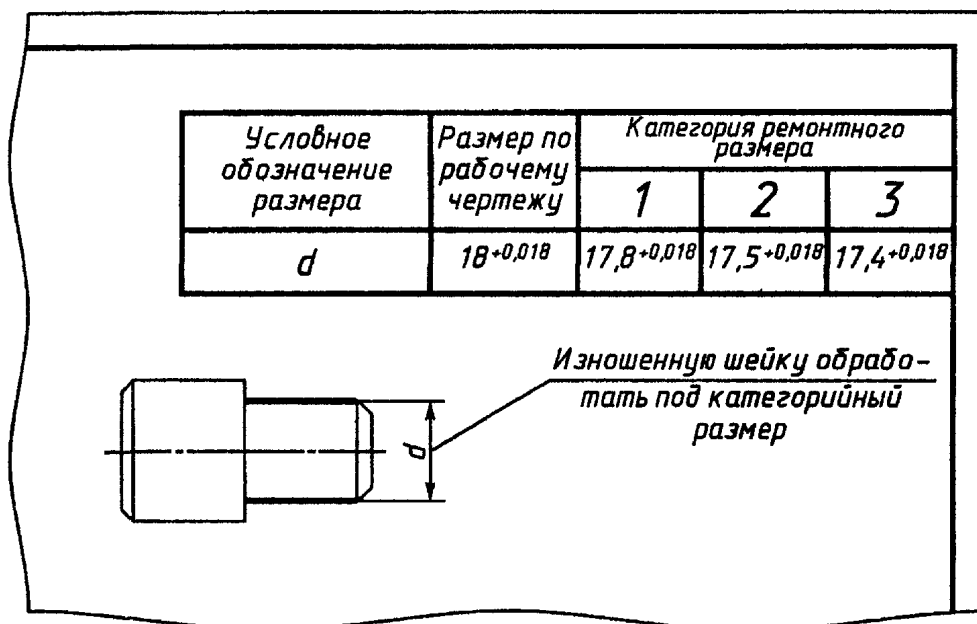 Условное
обозначение
размера
Размер по
рабочему
чертежу
Категория ремонтного
размера
1 2 3
d 18+0,018 17,8+0,018 17,5+0,018 17,4+0,018
Изношенную шейку обрабо-
тать под категорийный
размер
d